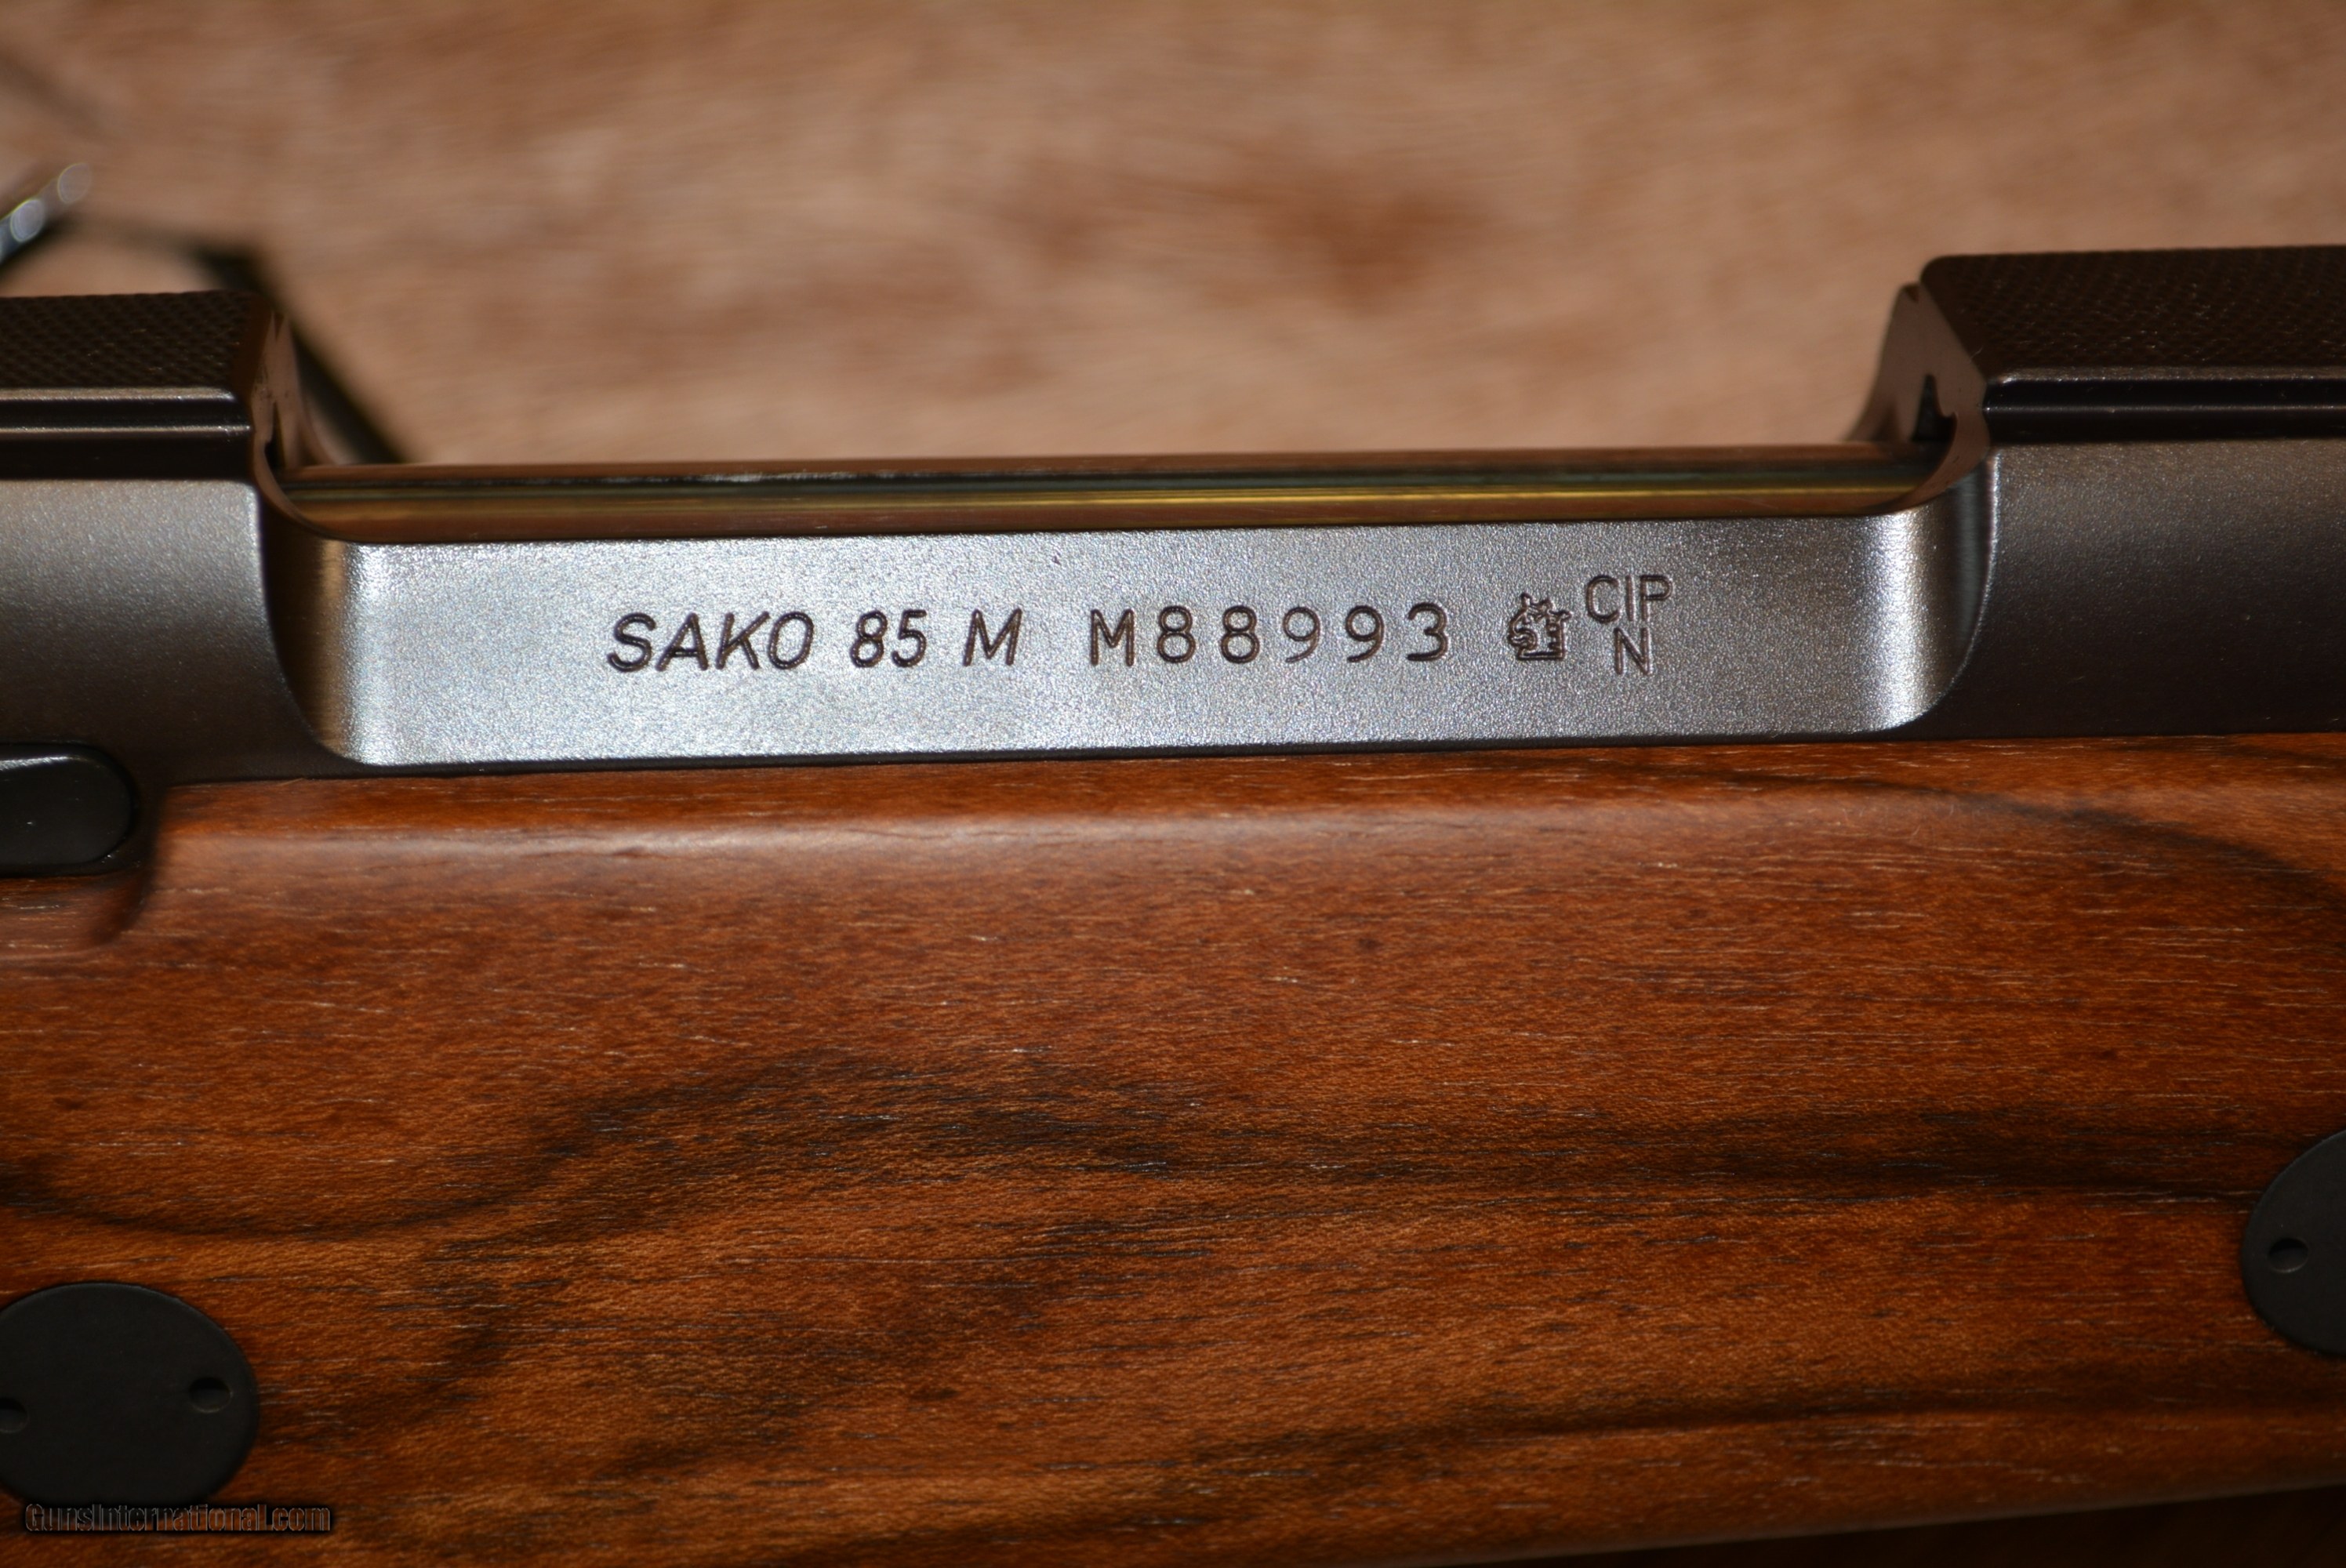 SAKO 85 M M88993 CIP
N
GunsInternational.com